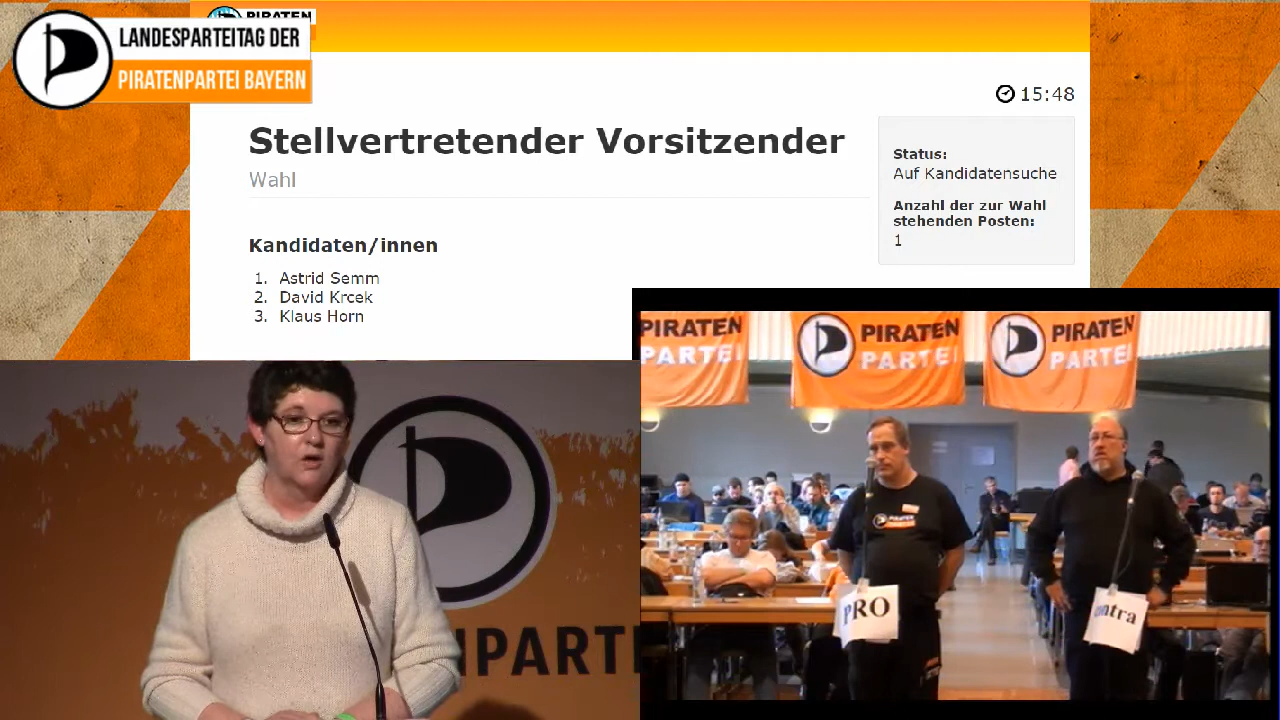 PIRATEN
LANDESPARTEITAG DER
PIRATENPARTEI BAYERN
15:48
Stellvertretender Vorsitzender
Wahl
Status:
Auf Kandidatensuche
Anzahl der zur Wahl
stehenden Posten:
1
Kandidaten/innen
1. Astrid Semm
2. David Krcek
3. Klaus Horn
PIRATEN
PARTEI
PIRATEN
PARTEI
PIRATEN
PARTEI
PIRATEN
PRO
ontra
NPARTE